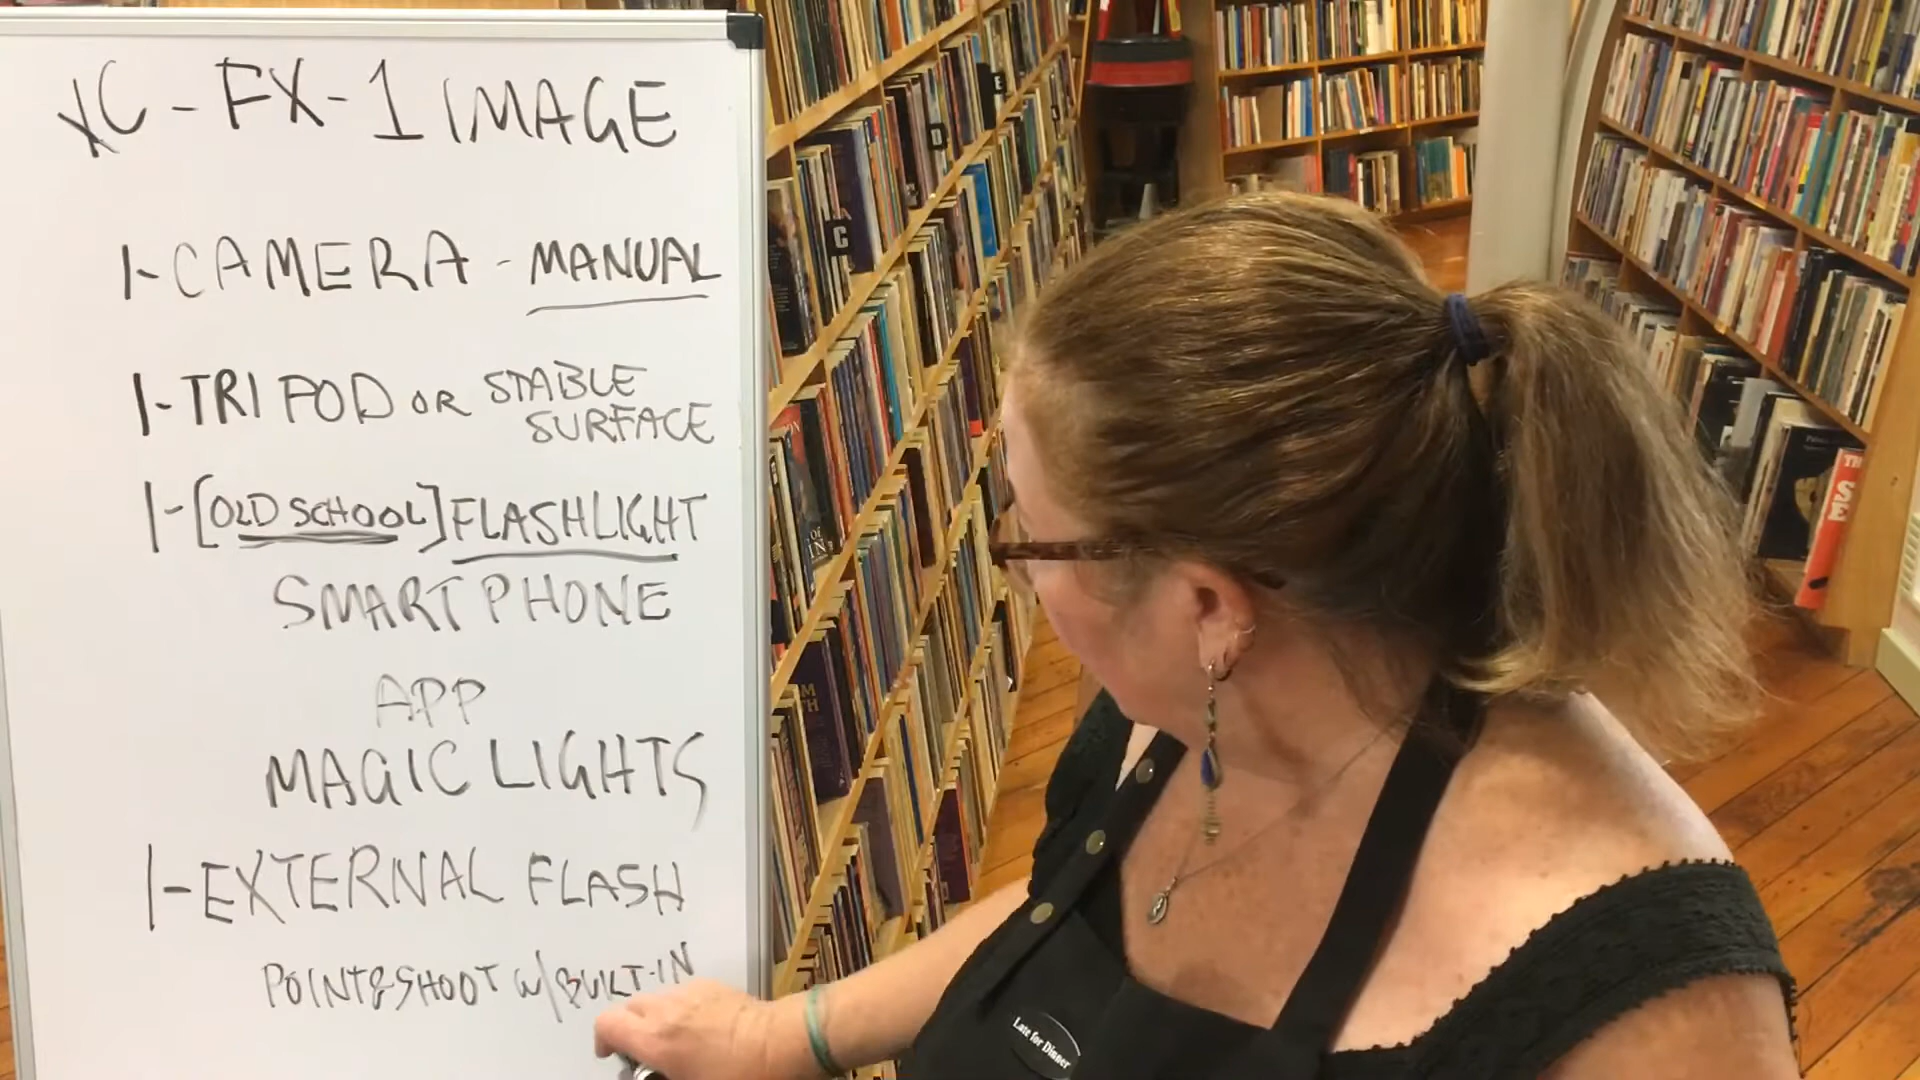 XC-FX-1 IMAGE
1-CAMERA - MANUAL
1-TRIPOD OR STABLE
SURFACE
1-[OLD SCHOOL] FLASHLIGHT
SMARTPHONE
APP
MAGIC LIGHTS
1-EXTERNAL FLASH
POINT&SHOOT W/BUILT-IN
Late for Dinner
C
D
E